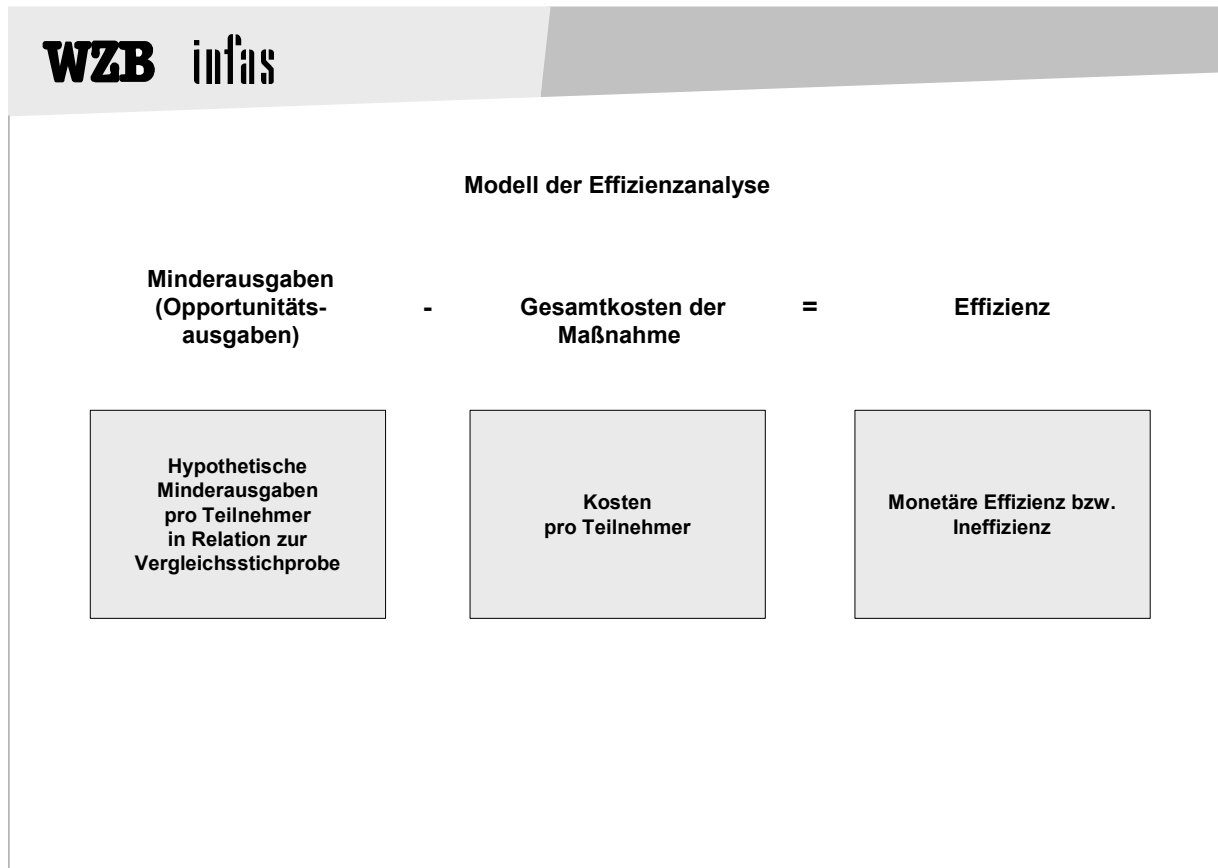 WZB infas
Modell der Effizienzanalyse
Minderausgaben
(Opportunitäts-
ausgaben)
-
Gesamtkosten der
Maßnahme
=
Effizienz
Hypothetische
Minderausgaben
pro Teilnehmer
in Relation zur
Vergleichsstichprobe
Kosten
pro Teilnehmer
Monetäre Effizienz bzw.
Ineffizienz